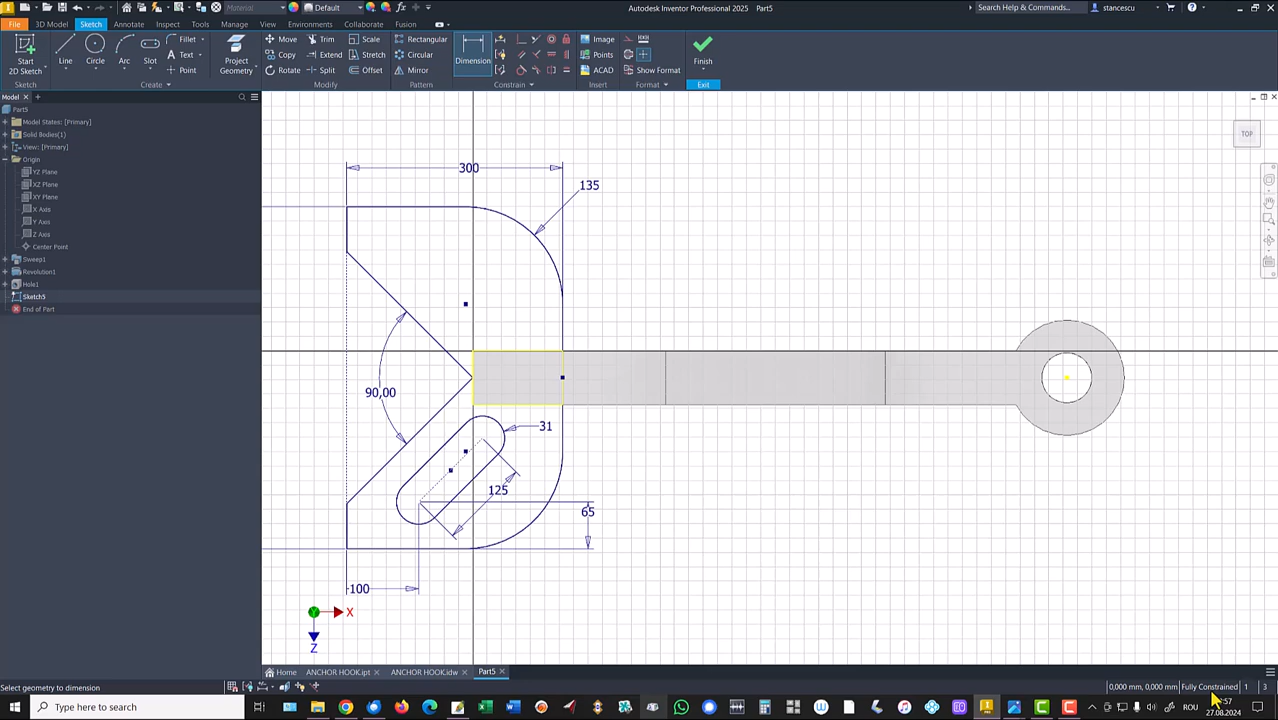 Material
Default
Autodesk Inventor Professional 2025 Part5
Search Help & Commands...
stancescu
File 3D Model Sketch Annotate Inspect Tools Manage View Environments Collaborate Fusion
Start
2D Sketch
Line Circle Arc Slot
Fillet
Text
Point
Project
Geometry
Move Trim Scale
Copy Extend Stretch
Rotate Split Offset
Rectangular
Circular
Mirror
Dimension
Image
Points
ACAD
Show Format
Finish
Sketch Create Modify Pattern Constrain Insert Format Exit
Model
Part5
Model States: [Primary]
Solid Bodies(1)
View: [Primary]
Origin
YZ Plane
XZ Plane
XY Plane
X Axis
Y Axis
Z Axis
Center Point
Sweep1
Revolution1
Hole1
Sketch5
End of Part
TOP
300
135
90,00
31
125
65
100
Y
X
Z
Home ANCHOR HOOK.ipt ANCHOR HOOK.idw Part5
Select geometry to dimension
0,000 mm, 0,000 mm Fully Constrained 1 3
Type here to search
ROU
27.08.2024